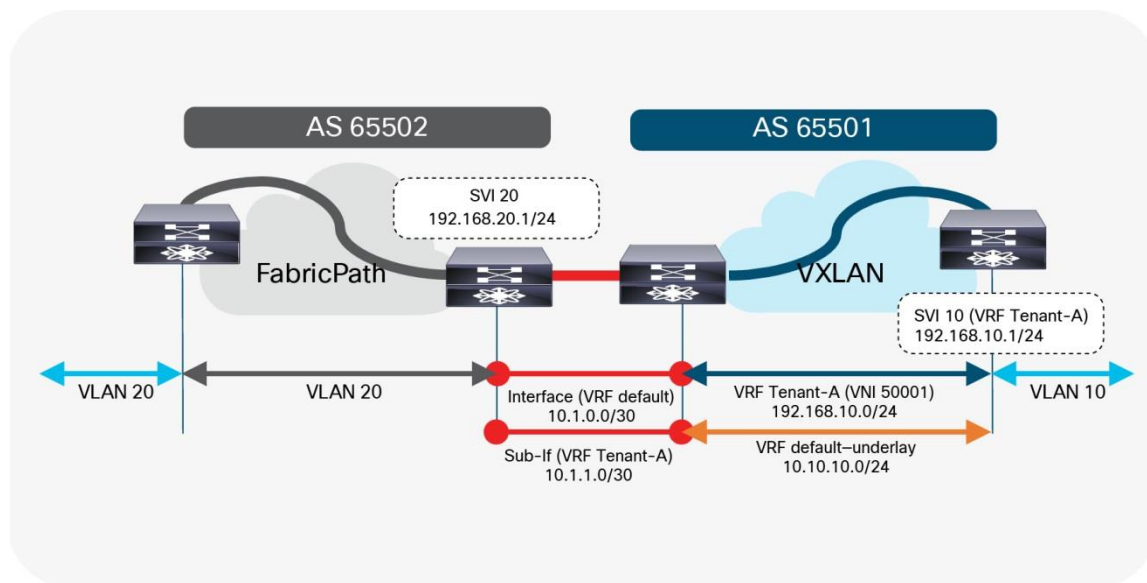 AS 65502
AS 65501
SVI 20
192.168.20.1/24
FabricPath
VXLAN
SVI 10 (VRF Tenant-A)
192.168.10.1/24
VLAN 20
VLAN 20
Interface (VRF default)
10.1.0.0/30
VRF Tenant-A (VNI 50001)
192.168.10.0/24
VLAN 10
Sub-If (VRF Tenant-A)
10.1.1.0/30
VRF default–underlay
10.10.10.0/24